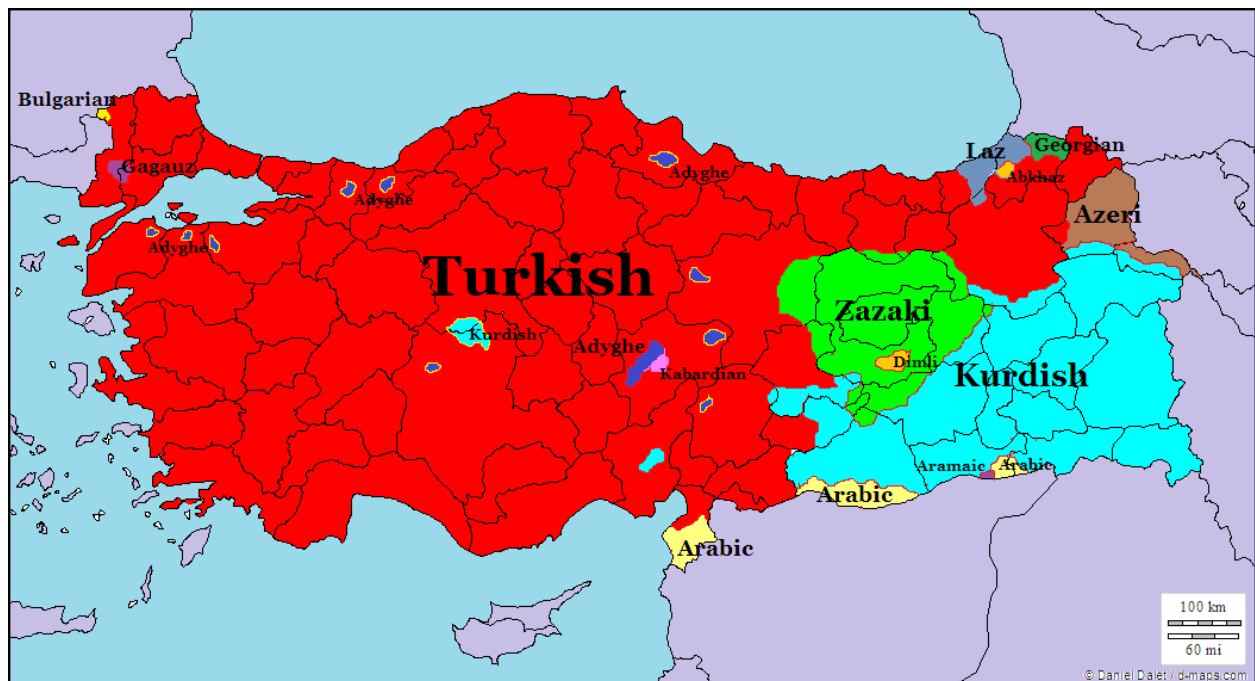 Bulgarian
Gagauz
Adyghe
Adyghe
Adyghe
Laz
Georgian
Abkhaz
Azeri
Turkish
Kurdish
Adyghe
Kabardian
Zazaki
Dimli
Kurdish
Aramaic
Arabic
Arabic
Arabic
100 km
60 mi
© Daniel Dalet / d-maps.com